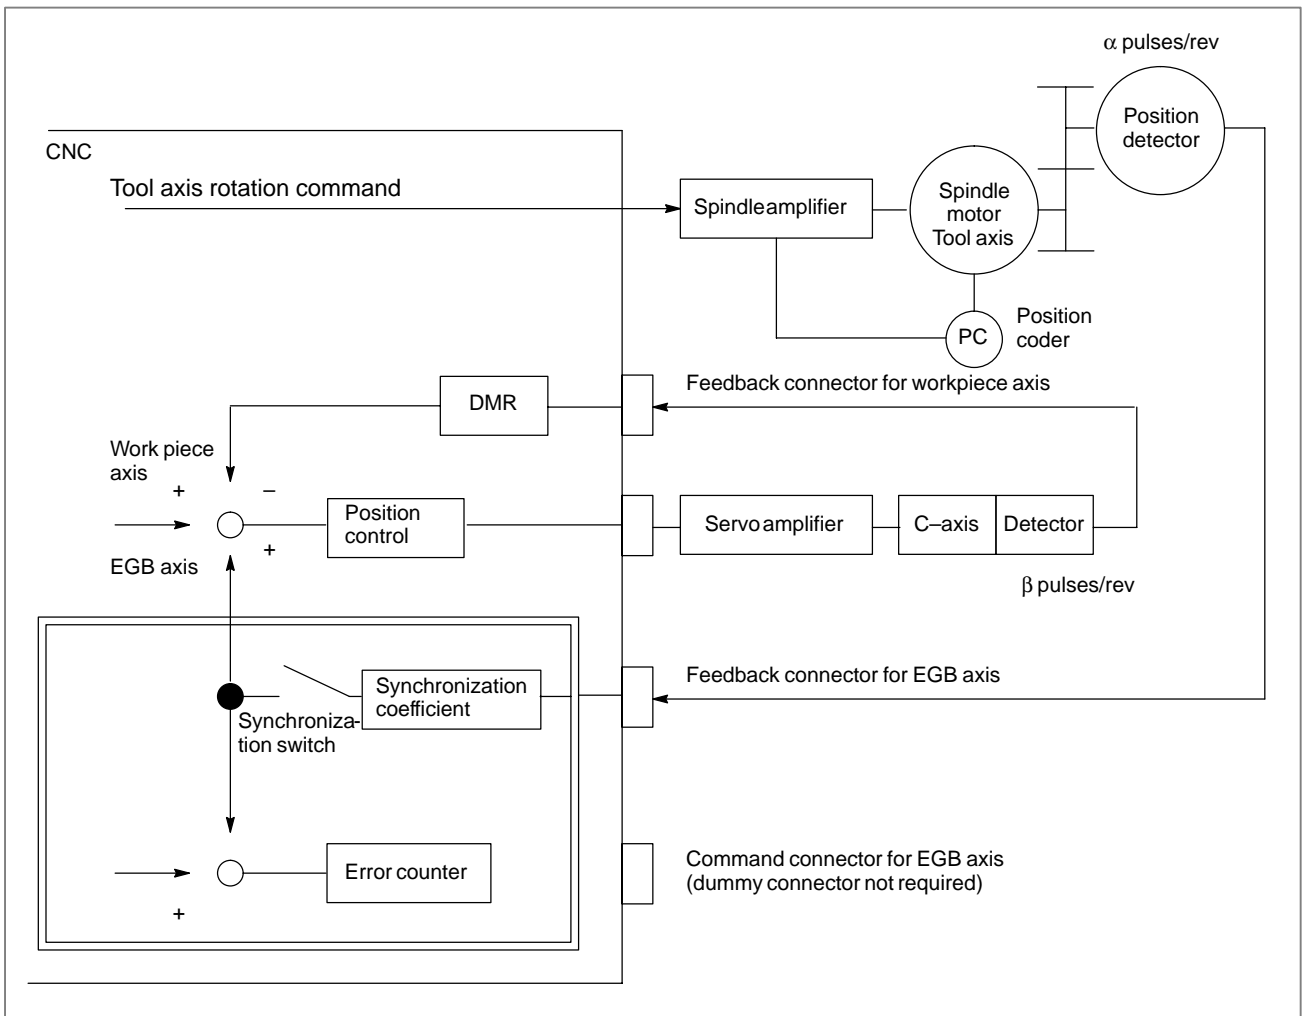 α pulses/rev
Position
detector
CNC
Tool axis rotation command
Spindle amplifier
Spindle
motor
Tool axis
PC
Position
coder
DMR
Feedback connector for workpiece axis
Work piece
axis
+
–
Position
control
+
EGB axis
Servo amplifier
C–axis
Detector
β pulses/rev
Synchronization
coefficient
Feedback connector for EGB axis
Synchroniza-
tion switch
Error counter
+
Command connector for EGB axis
(dummy connector not required)